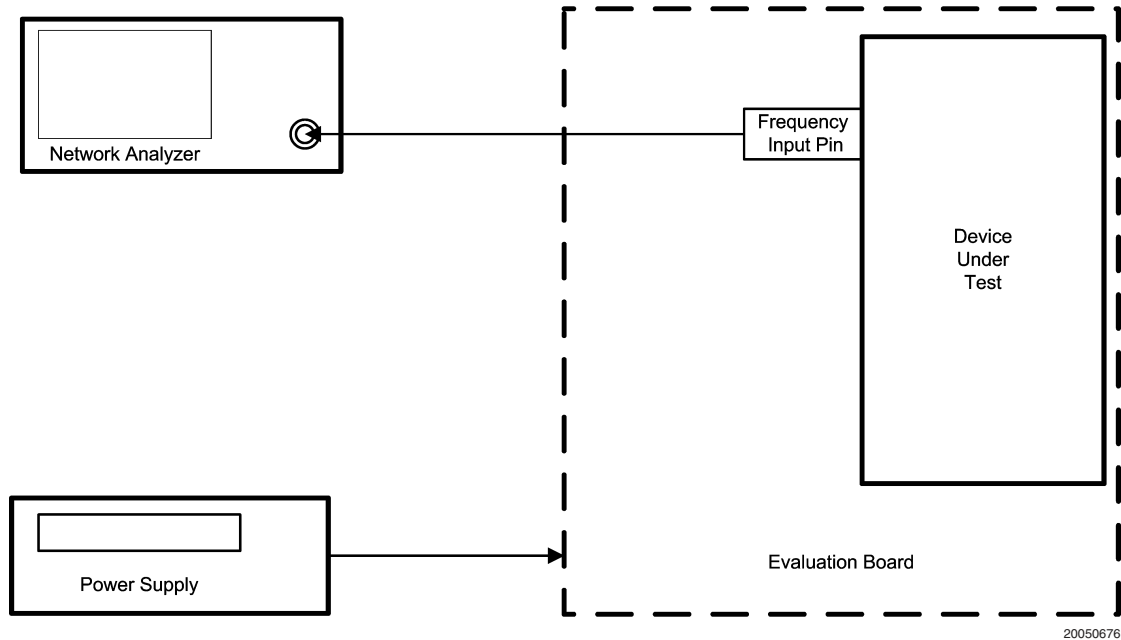 Network Analyzer
Frequency
Input Pin
Device
Under
Test
Power Supply
Evaluation Board
20050676